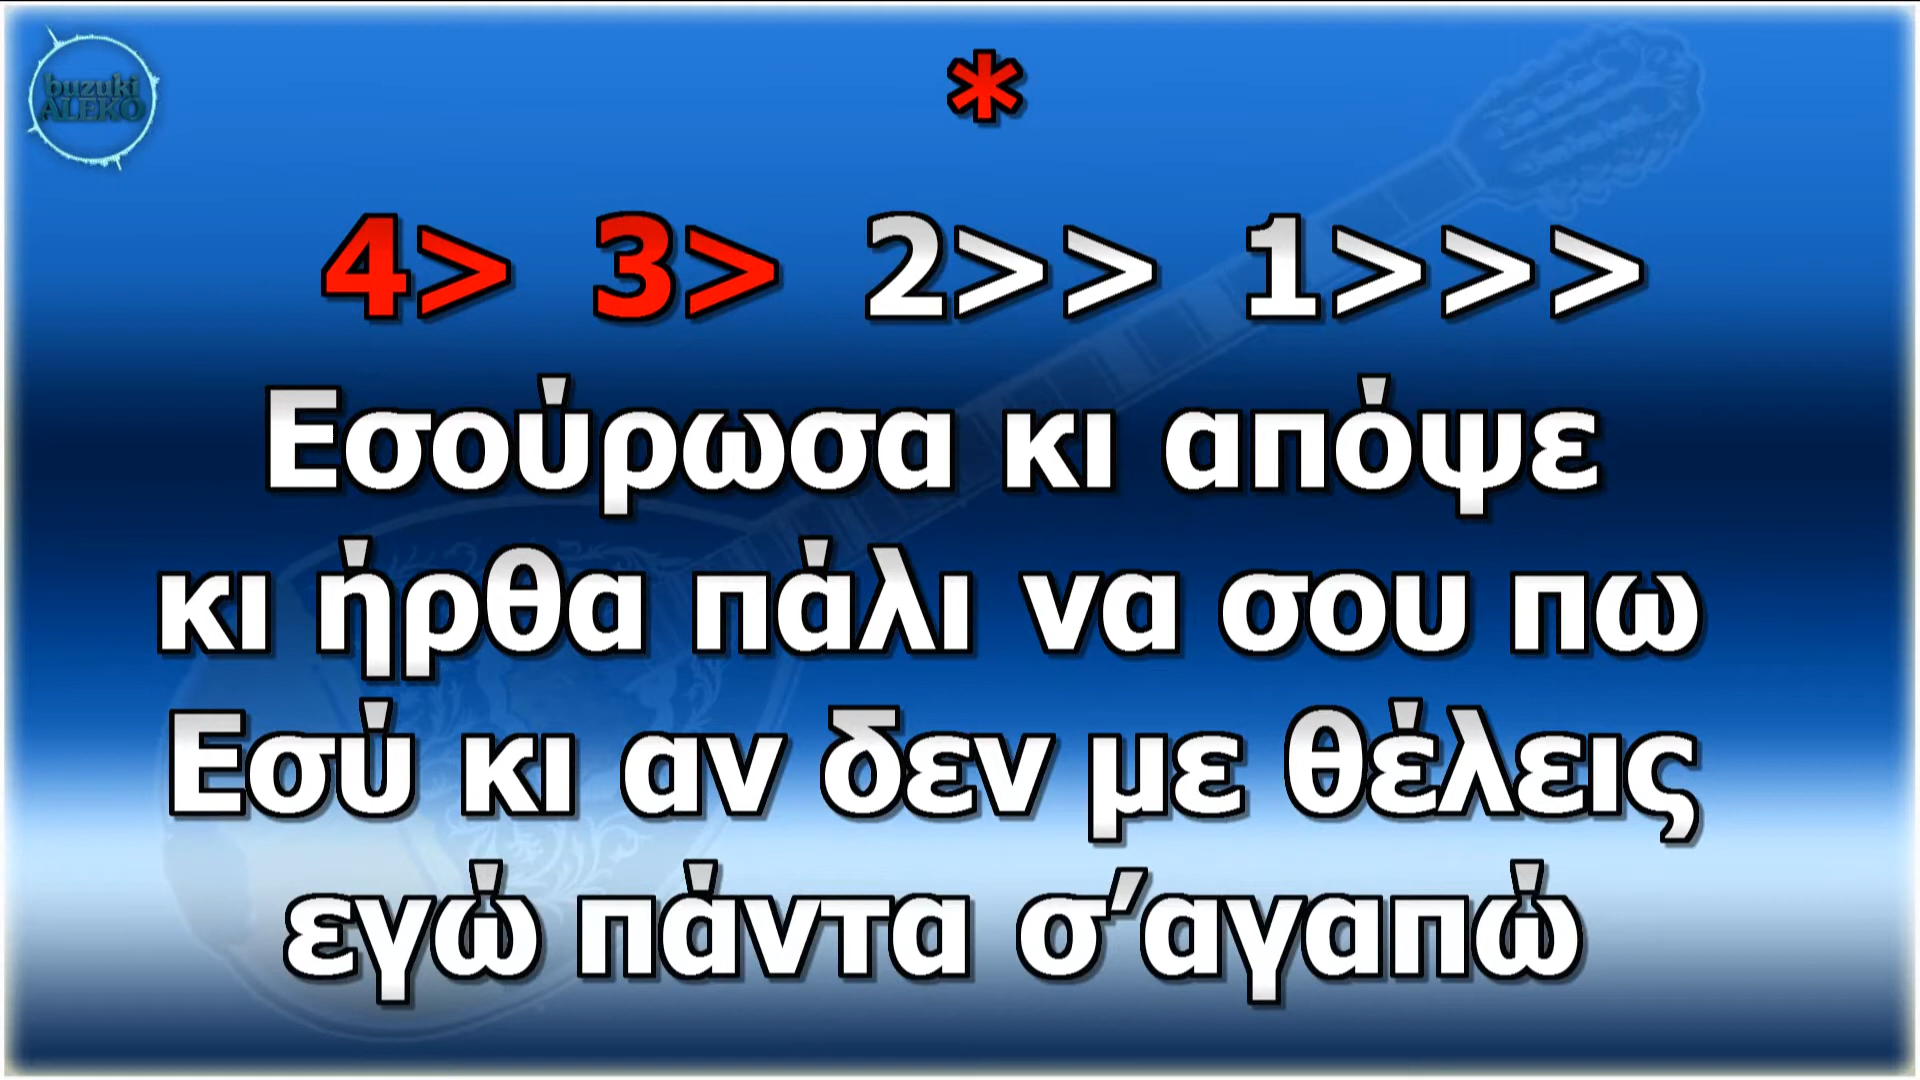 buzuki
ALEKO
*
4> 3> 2>> 1>>>
Εσούρωσα κι απόψε
κι ήρθα πάλι να σου πω
Εσύ κι αν δεν με θέλεις
εγώ πάντα σ΄αγαπώ